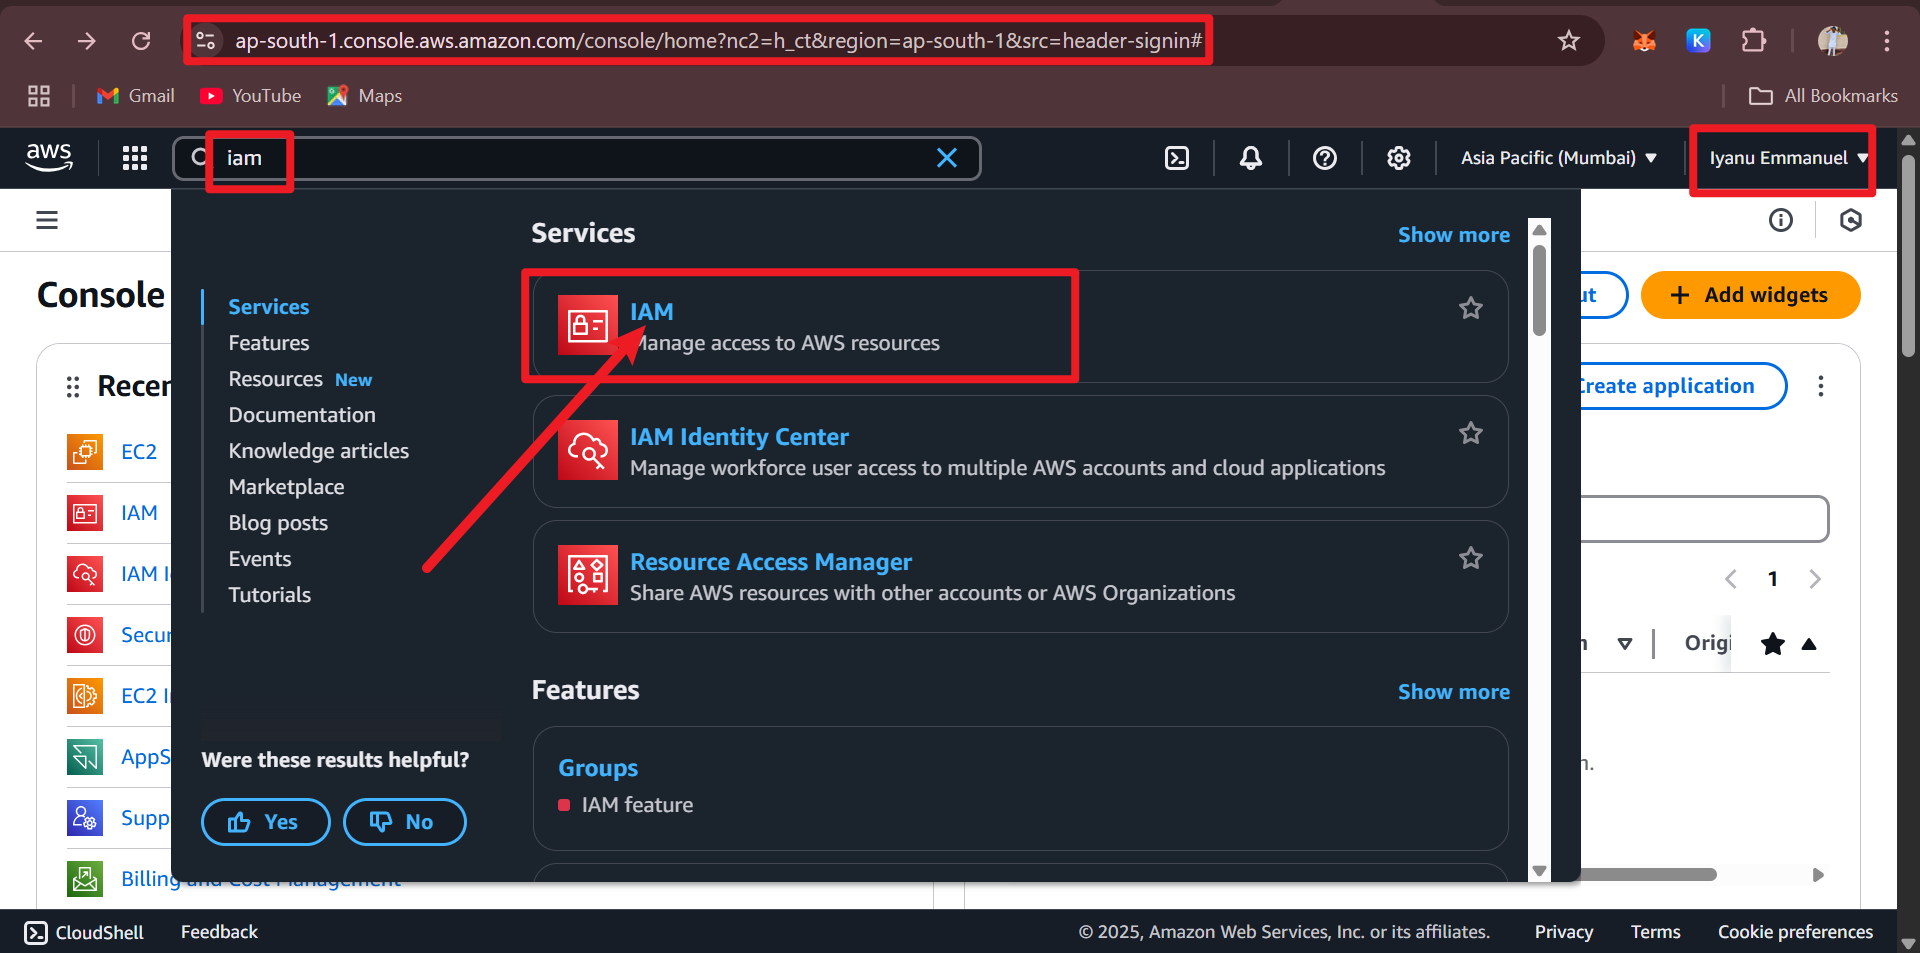 ap-south-1.console.aws.amazon.com/console/home?nc2=h_ct&region=ap-south-1&src=header-signin#
K
Gmail
YouTube
Maps
All Bookmarks
aws
iam
Asia Pacific (Mumbai)
Iyanu Emmanuel
Services
Show more
Console
Services
Features
Resources New
Documentation
Knowledge articles
Marketplace
Blog posts
Events
Tutorials
IAM
Manage access to AWS resources
IAM Identity Center
Manage workforce user access to multiple AWS accounts and cloud applications
Resource Access Manager
Share AWS resources with other accounts or AWS Organizations
Features
Show more
Groups
IAM feature
Were these results helpful?
Yes
No
Recen
EC2
IAM
IAM I
Secur
EC2 I
AppS
Supp
Billing and Cost Management
ut
Add widgets
Create application
1
n
Origi
n.
CloudShell
Feedback
© 2025, Amazon Web Services, Inc. or its affiliates.
Privacy
Terms
Cookie preferences